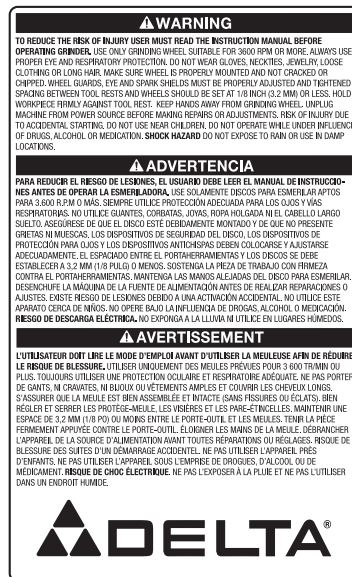 WARNING
TO REDUCE THE RISK OF INJURY USER MUST READ THE INSTRUCTION MANUAL BEFORE
OPERATING GRINDER. USE ONLY GRINDING WHEEL SUITABLE FOR 3600 RPM OR MORE. ALWAYS USE
PROPER EYE AND RESPIRATORY PROTECTION. DO NOT WEAR GLOVES, NECKTIES, JEWELRY, LOOSE
CLOTHING OR LONG HAIR. MAKE SURE WHEEL IS PROPERLY MOUNTED AND NOT CRACKED OR
CHIPPED. WHEEL GUARDS, EYE AND SPARK SHIELDS MUST BE PROPERLY ADJUSTED AND TIGHTENED
SPACING BETWEEN TOOL RESTS AND WHEELS SHOULD BE SET AT 1/8 INCH (3.2 MM) OR LESS. HOLD
WORKPIECE FIRMLY AGAINST TOOL REST. KEEP HANDS AWAY FROM GRINDING WHEEL. UNPLUG
MACHINE FROM POWER SOURCE BEFORE MAKING REPAIRS OR ADJUSTMENTS. RISK OF INJURY DUE
TO ACCIDENTAL STARTING. DO NOT USE NEAR CHILDREN. DO NOT OPERATE WHILE UNDER INFLUENCE
OF DRUGS, ALCOHOL OR MEDICATION. SHOCK HAZARD DO NOT EXPOSE TO RAIN OR USE IN DAMP
LOCATIONS.
ADVERTENCIA
PARA REDUCIR EL RIESGO DE LESIONES, EL USUARIO DEBE LEER EL MANUAL DE INSTRUCCIO-
NES ANTES DE OPERAR LA ESMERILADORA, USE SOLAMENTE DISCOS PARA ESMERILAR APTOS
PARA 3.600 R.P.M O MÁS. SIEMPRE UTILICE PROTECCIÓN ADECUADA PARA LOS OJOS Y VÍAS
RESPIRATORIAS. NO UTILICE GUANTES, CORBATAS, JOYAS, ROPA HOLGADA NI EL CABELLO LARGO
SUELTO. ASEGÚRESE DE QUE EL DISCO ESTÉ DEBIDAMENTE MONTADO Y DE QUE NO PRESENTE
GRIETAS NI MUESCAS. LOS DISPOSITIVOS DE SEGURIDAD DEL DISCO, LOS DISPOSITIVOS DE
PROTECCIÓN PARA OJOS Y LOS DISPOSITIVOS ANTICHISPAS DEBEN COLOCARSE Y AJUSTARSE
ADECUADAMENTE. EL ESPACIADO ENTRE EL PORTAHERRAMIENTAS Y LOS DISCOS SE DEBE
ESTABLECER A 3,2 MM (1/8 PULG) O MENOS. SOSTENGA LA PIEZA DE TRABAJO CON FIRMEZA
CONTRA EL PORTAHERRAMIENTAS. MANTENGA LAS MANOS ALEJADAS DEL DISCO PARA ESMERILAR.
DESENCHUFE LA MÁQUINA DE LA FUENTE DE ALIMENTACIÓN ANTES DE REALIZAR REPARACIONES O
AJUSTES. EXISTE RIESGO DE LESIONES DEBIDO A UNA ACTIVACIÓN ACCIDENTAL. NO UTILICE ESTE
APARATO CERCA DE NIÑOS. NO OPERE BAJO LA INFLUENCIA DE DROGAS, ALCOHOL O MEDICACIÓN.
RIESGO DE DESCARGA ELÉCTRICA. NO EXPONGA A LA LLUVIA NI UTILICE EN LUGARES HÚMEDOS.
AVERTISSEMENT
L'UTILISATEUR DOIT LIRE LE MODE D'EMPLOI AVANT D'UTILISER LA MEULEUSE AFIN DE RÉDUIRE
LE RISQUE DE BLESSURE. UTILISER UNIQUEMENT DES MEULES PRÉVUES POUR 3 600 TR/MIN OU
PLUS. TOUJOURS UTILISER UNE PROTECTION OCULAIRE ET RESPIRATOIRE ADÉQUATE. NE PAS PORTER
DE GANTS, NI CRAVATES, NI BIJOUX OU VÊTEMENTS AMPLES ET COUVRIR LES CHEVEUX LONGS.
S'ASSURER QUE LA MEULE EST BIEN ASSEMBLÉE ET INTACTE (SANS FISSURES OU ÉCLATS). BIEN
RÉGLER ET SERRER LES PROTÈGE-MEULE, LES VISIÈRES ET LES PARE-ÉTINCELLES. MAINTENIR UNE
ESPACE DE 3,2 MM (1/8 PO) OU MOINS ENTRE LE PORTE-OUTIL ET LES MEULES. TENIR LA PIÈCE
FERMEMENT APPUYÉE CONTRE LE PORTE-OUTIL. ÉLOIGNER LES MAINS DE LA MEULE. DÉBRANCHER
L'APPAREIL DE LA SOURCE D'ALIMENTATION AVANT TOUTES RÉPARATIONS OU RÉGLAGES. RISQUE DE
BLESSURE DES SUITES D'UN DÉMARRAGE ACCIDENTEL. NE PAS UTILISER L'APPAREIL PRÈS
D'ENFANTS. NE PAS UTILISER L'APPAREIL SOUS L'EMPRISE DE DROGUES, D'ALCOOL OU DE
MÉDICAMENT. RISQUE DE CHOC ÉLECTRIQUE. NE PAS L'EXPOSER À LA PLUIE ET NE PAS L'UTILISER
DANS UN ENDROIT HUMIDE.
DELTA®